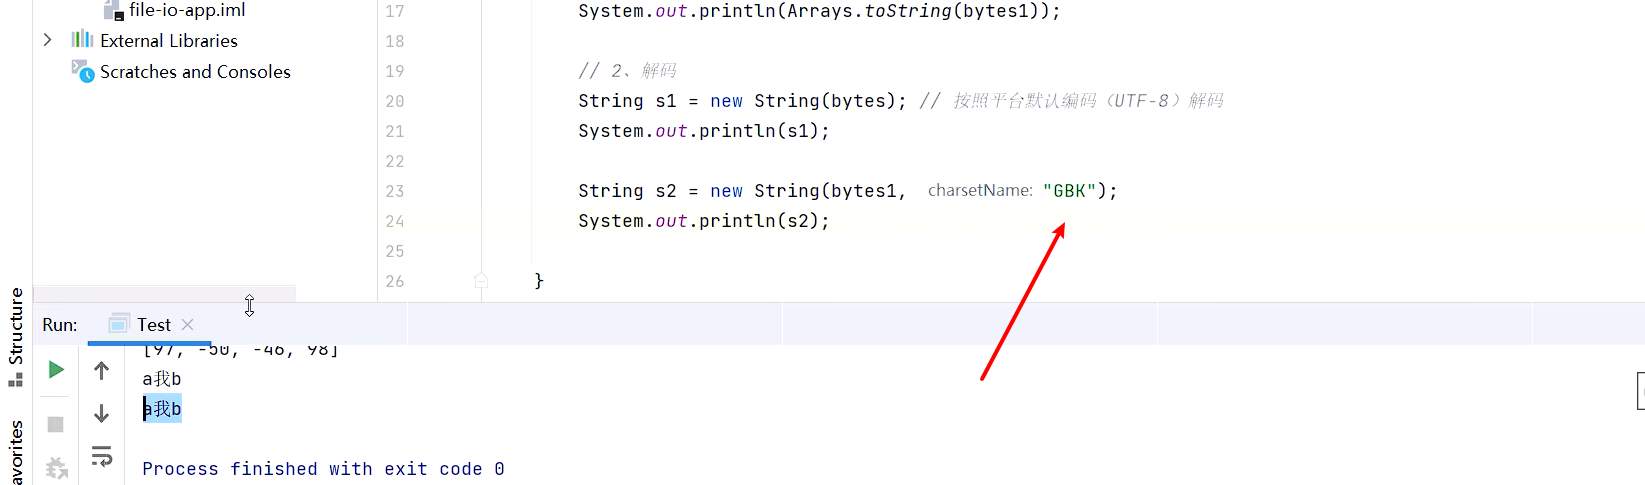 file-io-app.iml
External Libraries
Scratches and Consoles
17 System.out.println(Arrays.toString(bytes1));
18
19 // 2、解码
20 String s1 = new String(bytes); // 按照平台默认编码（UTF-8）解码
21 System.out.println(s1);
22
23 String s2 = new String(bytes1, charsetName: "GBK");
24 System.out.println(s2);
25
26 }
Structure
Run: Test
[97, -50, -46, 98]
a我b
a我b
avorites
Process finished with exit code 0